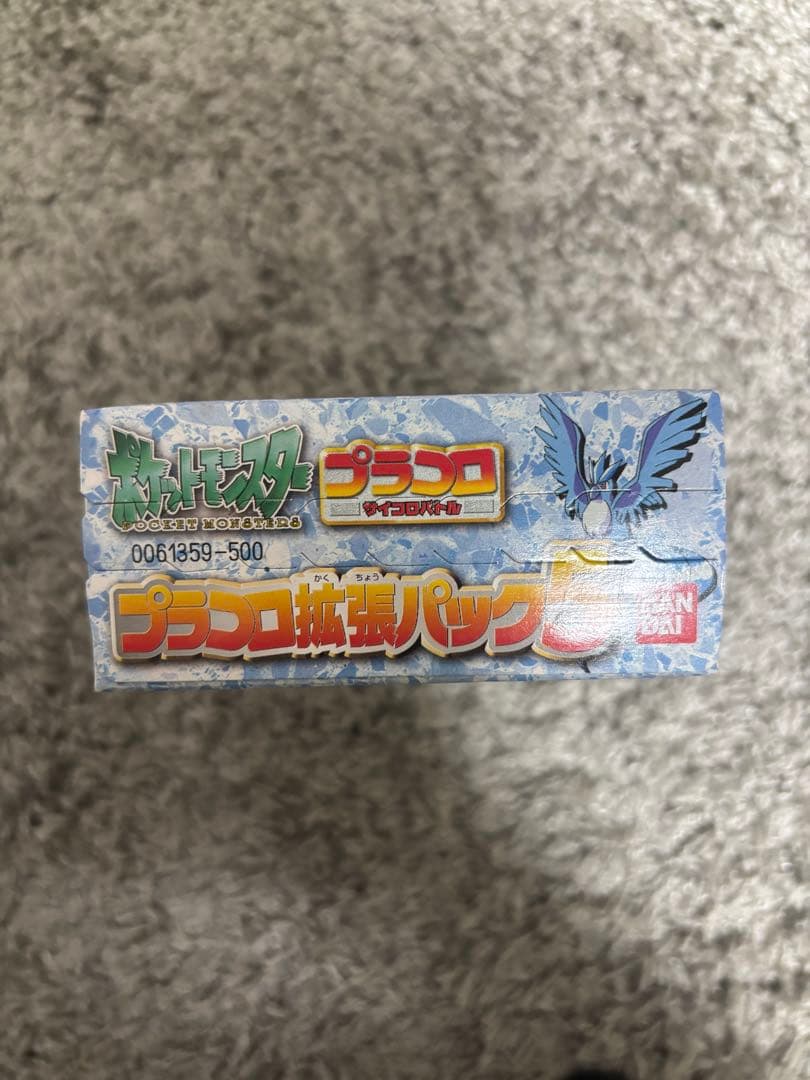 ポケットモンスター
POCKET MONSTERS
プラコロ
サイコロバトル
0061359-500
かくちょう
プラコロ拡張パック5
BANDAI